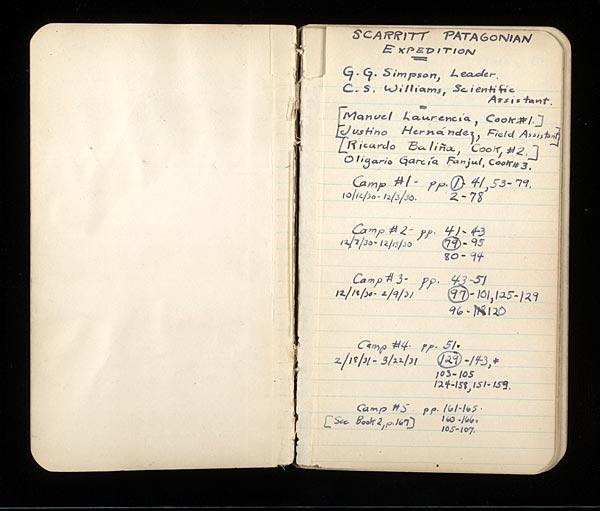 SCARRITT PATAGONIAN
EXPEDITION
G. G. Simpson, Leader.
C. S. Williams, Scientific
Assistant.
[Manuel Laurencia, Cook #1.]
[Justino Hernández, Field Assistant]
[Ricardo Baliña, Cook, #2.]
Oligario García Fanjul, Cook #3.
Camp #1- pp. 1- 41, 53-79.
10/12/30- 12/3/30. 2-78
Camp #2- pp. 41-43
12/7/30-12/15/30 79-95
80-94
Camp #3- pp. 43-51
12/18/30- 2/9/31 97-101, 125-129
96- 120
Camp #4- pp. 51.
2/18/31-3/22/31 129-143,*
103-105
124-158, 151-159.
Camp #5 pp. 161-165.
[See Book 2, p.167] 160-166.
105-107.